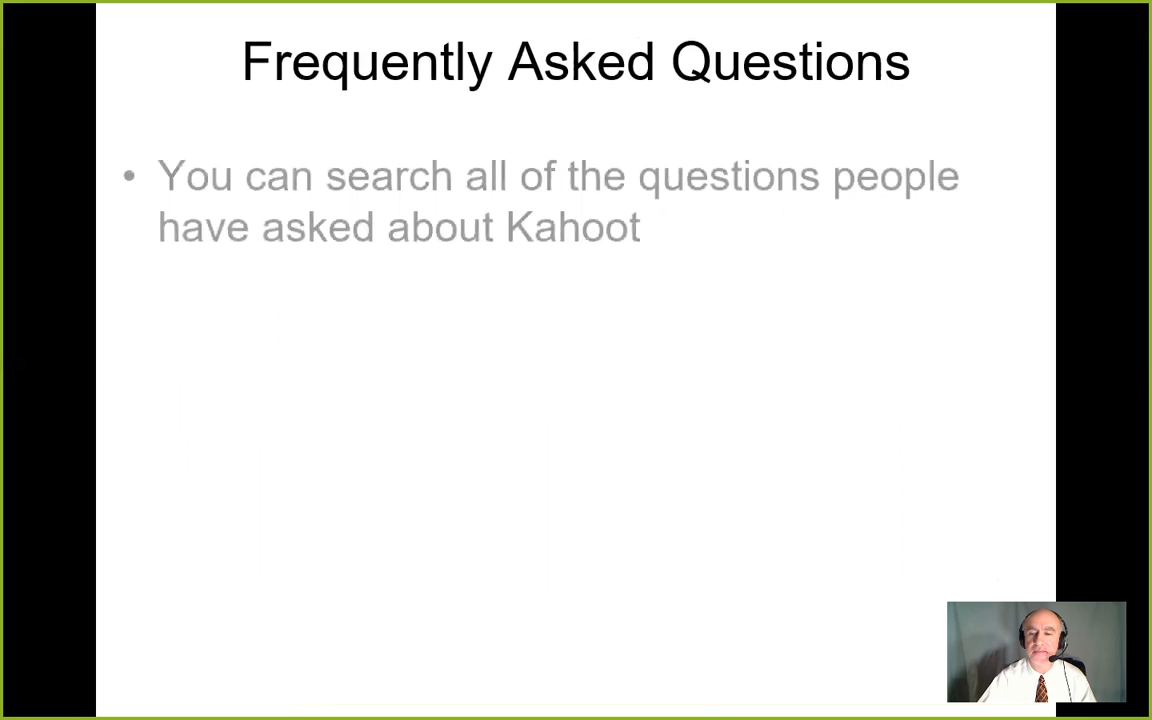 Frequently Asked Questions
• You can search all of the questions people
have asked about Kahoot